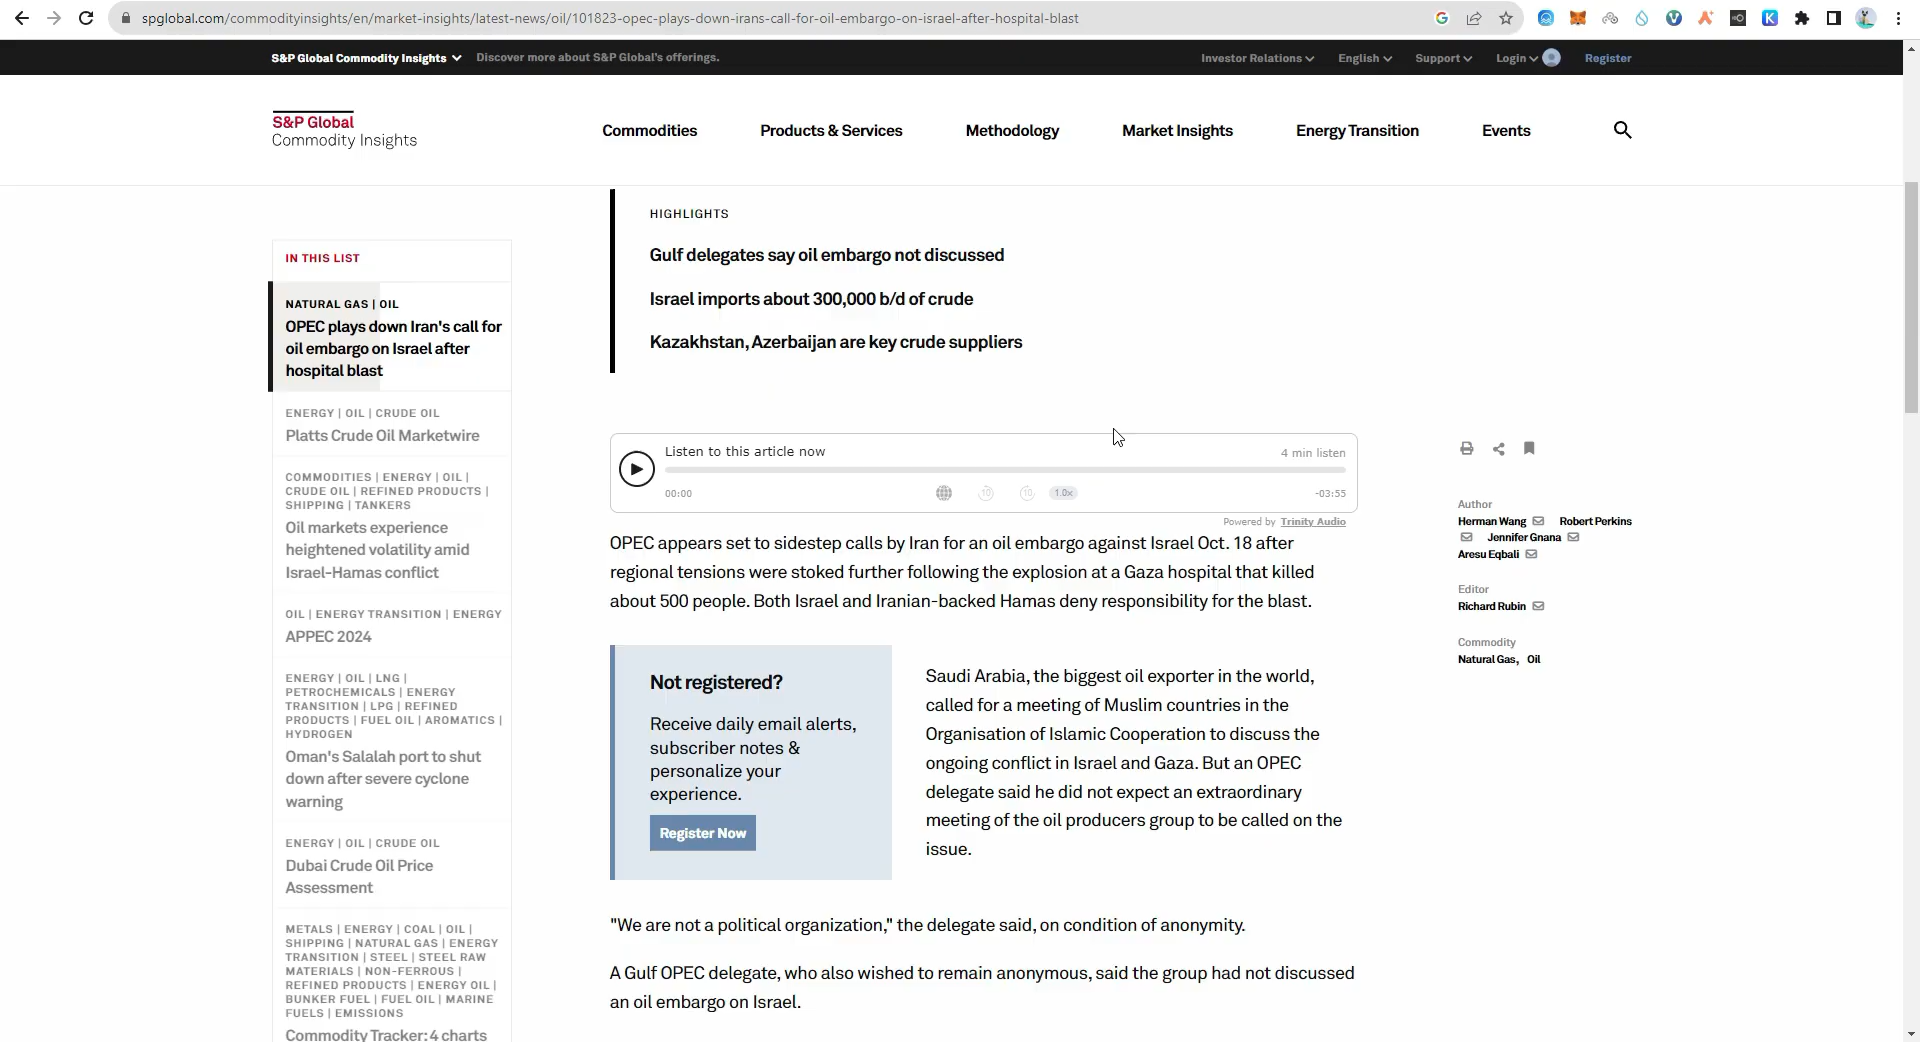 spglobal.com/commodityinsights/en/market-insights/latest-news/oil/101823-opec-plays-down-irans-call-for-oil-embargo-on-israel-after-hospital-blast
S&P Global Commodity Insights
Discover more about S&P Global's offerings.
Investor Relations
English
Support
Login
Register
S&P Global
Commodity Insights
Commodities
Products & Services
Methodology
Market Insights
Energy Transition
Events
IN THIS LIST
NATURAL GAS | OIL
OPEC plays down Iran's call for
oil embargo on Israel after
hospital blast
ENERGY | OIL | CRUDE OIL
Platts Crude Oil Marketwire
COMMODITIES | ENERGY | OIL |
CRUDE OIL | REFINED PRODUCTS |
SHIPPING | TANKERS
Oil markets experience
heightened volatility amid
Israel-Hamas conflict
OIL | ENERGY TRANSITION | ENERGY
APPEC 2024
ENERGY | OIL | LNG |
PETROCHEMICALS | ENERGY
TRANSITION | LPG | REFINED
PRODUCTS | FUEL OIL | AROMATICS |
HYDROGEN
Oman's Salalah port to shut
down after severe cyclone
warning
ENERGY | OIL | CRUDE OIL
Dubai Crude Oil Price
Assessment
METALS | ENERGY | COAL | OIL |
SHIPPING | NATURAL GAS | ENERGY
TRANSITION | STEEL | STEEL RAW
MATERIALS | NON-FERROUS |
REFINED PRODUCTS | ENERGY OIL |
BUNKER FUEL | FUEL OIL | MARINE
FUELS | EMISSIONS
Commodity Tracker: 4 charts
HIGHLIGHTS
Gulf delegates say oil embargo not discussed
Israel imports about 300,000 b/d of crude
Kazakhstan, Azerbaijan are key crude suppliers
Listen to this article now
4 min listen
00:00
10
10
1.0x
-03:55
Powered by Trinity Audio
OPEC appears set to sidestep calls by Iran for an oil embargo against Israel Oct. 18 after
regional tensions were stoked further following the explosion at a Gaza hospital that killed
about 500 people. Both Israel and Iranian-backed Hamas deny responsibility for the blast.
Not registered?
Receive daily email alerts,
subscriber notes &
personalize your
experience.
Register Now
Saudi Arabia, the biggest oil exporter in the world,
called for a meeting of Muslim countries in the
Organisation of Islamic Cooperation to discuss the
ongoing conflict in Israel and Gaza. But an OPEC
delegate said he did not expect an extraordinary
meeting of the oil producers group to be called on the
issue.
"We are not a political organization," the delegate said, on condition of anonymity.
A Gulf OPEC delegate, who also wished to remain anonymous, said the group had not discussed
an oil embargo on Israel.
Author
Herman Wang
Robert Perkins
Jennifer Gnana
Aresu Eqbali
Editor
Richard Rubin
Commodity
Natural Gas, Oil